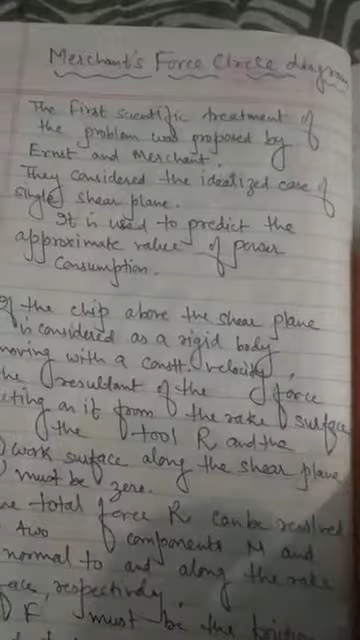 Merchant's Force Circle diagram
The first scientific treatment of
the problem was proposed by
Ernst and Merchant.
They considered the idealized case of
single shear plane.
It is used to predict the
approximate value of power
Consumption.
If the chip above the shear plane
is considered as a rigid body
moving with a constt. velocity,
the resultant of the force
acting on it from the rake surface
the tool R and the
work surface along the shear plane
must be zero.
total force R can be resolved
two components N and
normal to and along the rake
respectively.
F must be the